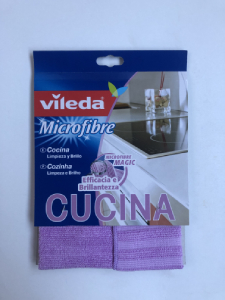 vileda
Microfibre
Cocina
Limpieza y Brillo
Cozinha
Limpeza e Brilho
MICROFIBRE
MAGIC
Efficacia e
Brillantezza
CUCINA